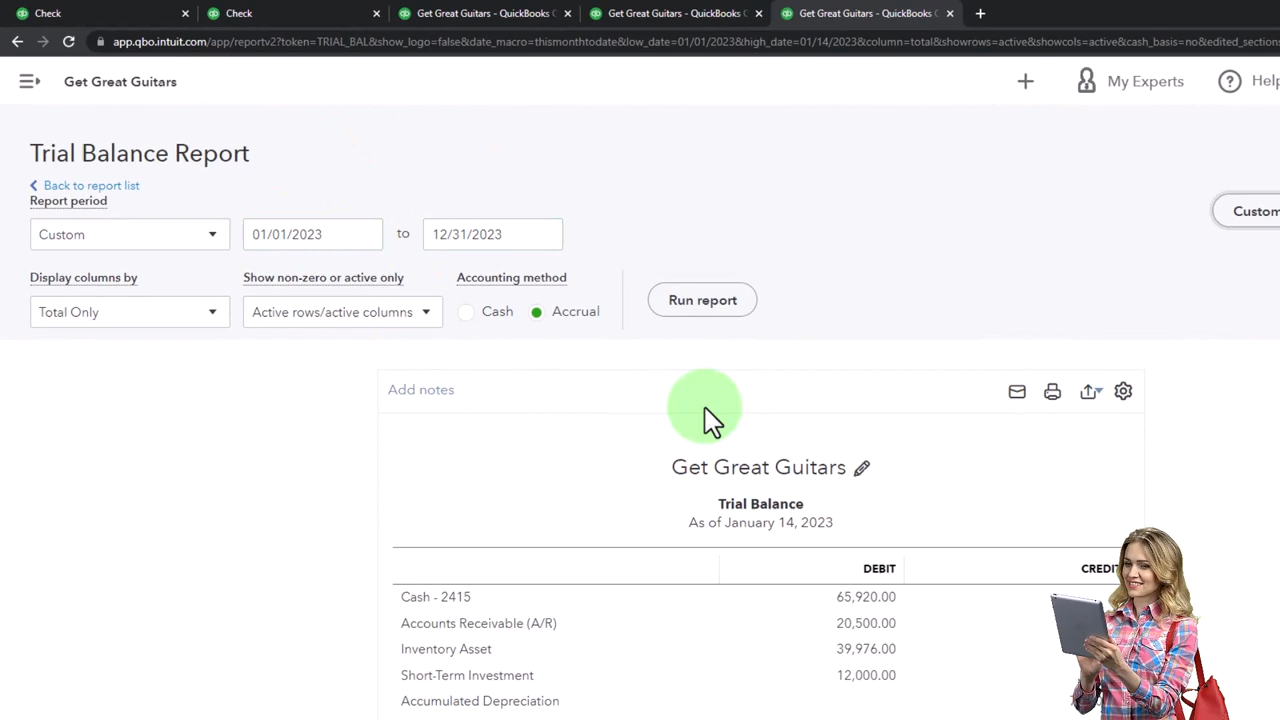 Check
Check
Get Great Guitars - QuickBooks
Get Great Guitars - QuickBooks
Get Great Guitars - QuickBooks
app.qbo.intuit.com/app/reportv2?token=TRIAL_BAL&show_logo=false&date_macro=thismonthtodate&low_date=01/01/2023&high_date=01/14/2023&column=total&showrows=active&showcols=active&cash_basis=no&edited_sections
Get Great Guitars
My Experts
Help
Trial Balance Report
Back to report list
Report period
Custom 01/01/2023 to 12/31/2023
Custom
Display columns by Show non-zero or active only Accounting method
Total Only Active rows/active columns Cash Accrual
Run report
Add notes
Get Great Guitars
Trial Balance
As of January 14, 2023
DEBIT CREDIT
Cash - 2415 65,920.00
Accounts Receivable (A/R) 20,500.00
Inventory Asset 39,976.00
Short-Term Investment 12,000.00
Accumulated Depreciation